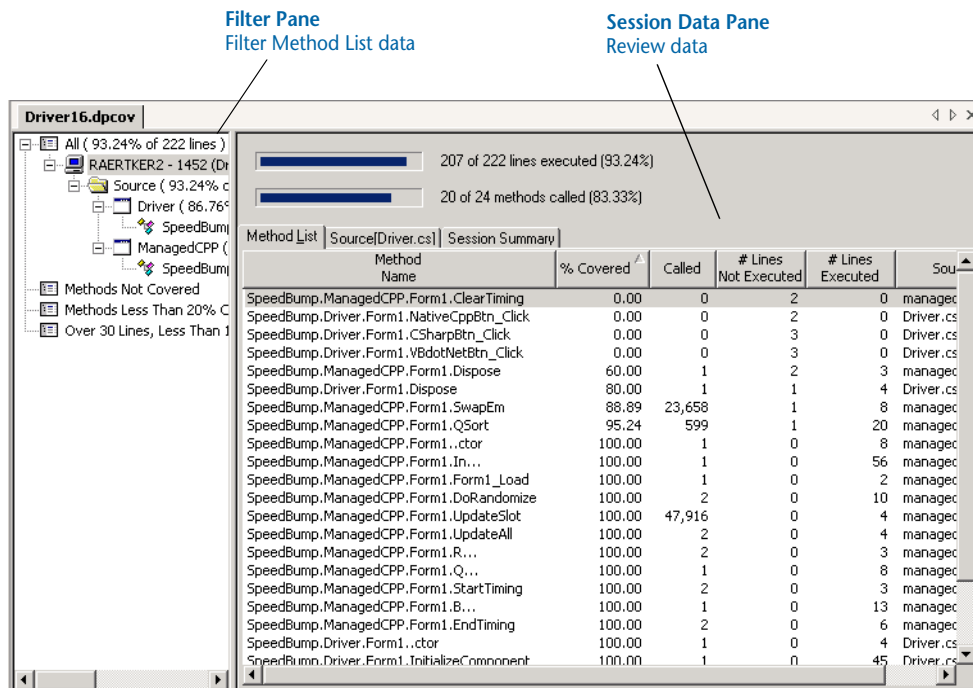 Filter Pane
Filter Method List data
Session Data Pane
Review data
Driver16.dpcov
All ( 93.24% of 222 lines )
RAERTKER2 - 1452 (Dr
Source ( 93.24% o
Driver ( 86.76%
SpeedBump
ManagedCPP (
SpeedBump
Methods Not Covered
Methods Less Than 20% C
Over 30 Lines, Less Than 1
207 of 222 lines executed (93.24%)
20 of 24 methods called (83.33%)
Method List Source[Driver.cs] Session Summary
Method Name % Covered Called # Lines Not Executed # Lines Executed Sou
SpeedBump.ManagedCPP.Form1.ClearTiming 0.00 0 2 0 managed
SpeedBump.Driver.Form1.NativeCppBtn_Click 0.00 0 2 0 Driver.cs
SpeedBump.Driver.Form1.CSharpBtn_Click 0.00 0 3 0 Driver.cs
SpeedBump.Driver.Form1.VBdotNetBtn_Click 0.00 0 3 0 Driver.cs
SpeedBump.ManagedCPP.Form1.Dispose 60.00 1 2 3 managed
SpeedBump.Driver.Form1.Dispose 80.00 1 1 4 Driver.cs
SpeedBump.ManagedCPP.Form1.SwapEm 88.89 23,658 1 8 managed
SpeedBump.ManagedCPP.Form1.QSort 95.24 599 1 20 managed
SpeedBump.ManagedCPP.Form1..ctor 100.00 1 0 8 managed
SpeedBump.ManagedCPP.Form1.In... 100.00 1 0 56 managed
SpeedBump.ManagedCPP.Form1.Form1_Load 100.00 1 0 2 managed
SpeedBump.ManagedCPP.Form1.DoRandomize 100.00 2 0 10 managed
SpeedBump.ManagedCPP.Form1.UpdateSlot 100.00 47,916 0 4 managed
SpeedBump.ManagedCPP.Form1.UpdateAll 100.00 2 0 4 managed
SpeedBump.ManagedCPP.Form1.R... 100.00 2 0 3 managed
SpeedBump.ManagedCPP.Form1.Q... 100.00 1 0 8 managed
SpeedBump.ManagedCPP.Form1.StartTiming 100.00 2 0 3 managed
SpeedBump.ManagedCPP.Form1.B... 100.00 1 0 13 managed
SpeedBump.ManagedCPP.Form1.EndTiming 100.00 2 0 6 managed
SpeedBump.Driver.Form1..ctor 100.00 1 0 4 Driver.cs
SpeedBump.Driver.Form1.InitializeComponent 100.00 1 0 45 Driver.cs